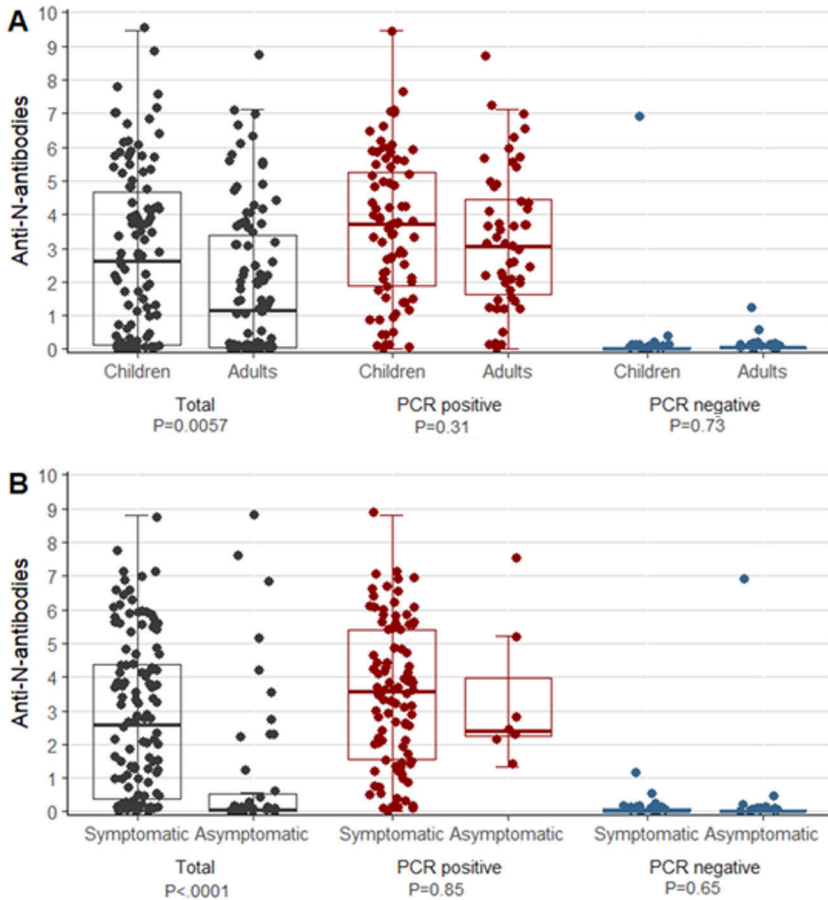 A
Anti-N-antibodies
10
9
8
7
6
5
4
3
2
1
0
Children Adults Children Adults Children Adults
Total PCR positive PCR negative
P=0.0057 P=0.31 P=0.73
B
Anti-N-antibodies
10
9
8
7
6
5
4
3
2
1
0
Symptomatic Asymptomatic Symptomatic Asymptomatic Symptomatic Asymptomatic
Total PCR positive PCR negative
P<.0001 P=0.85 P=0.65